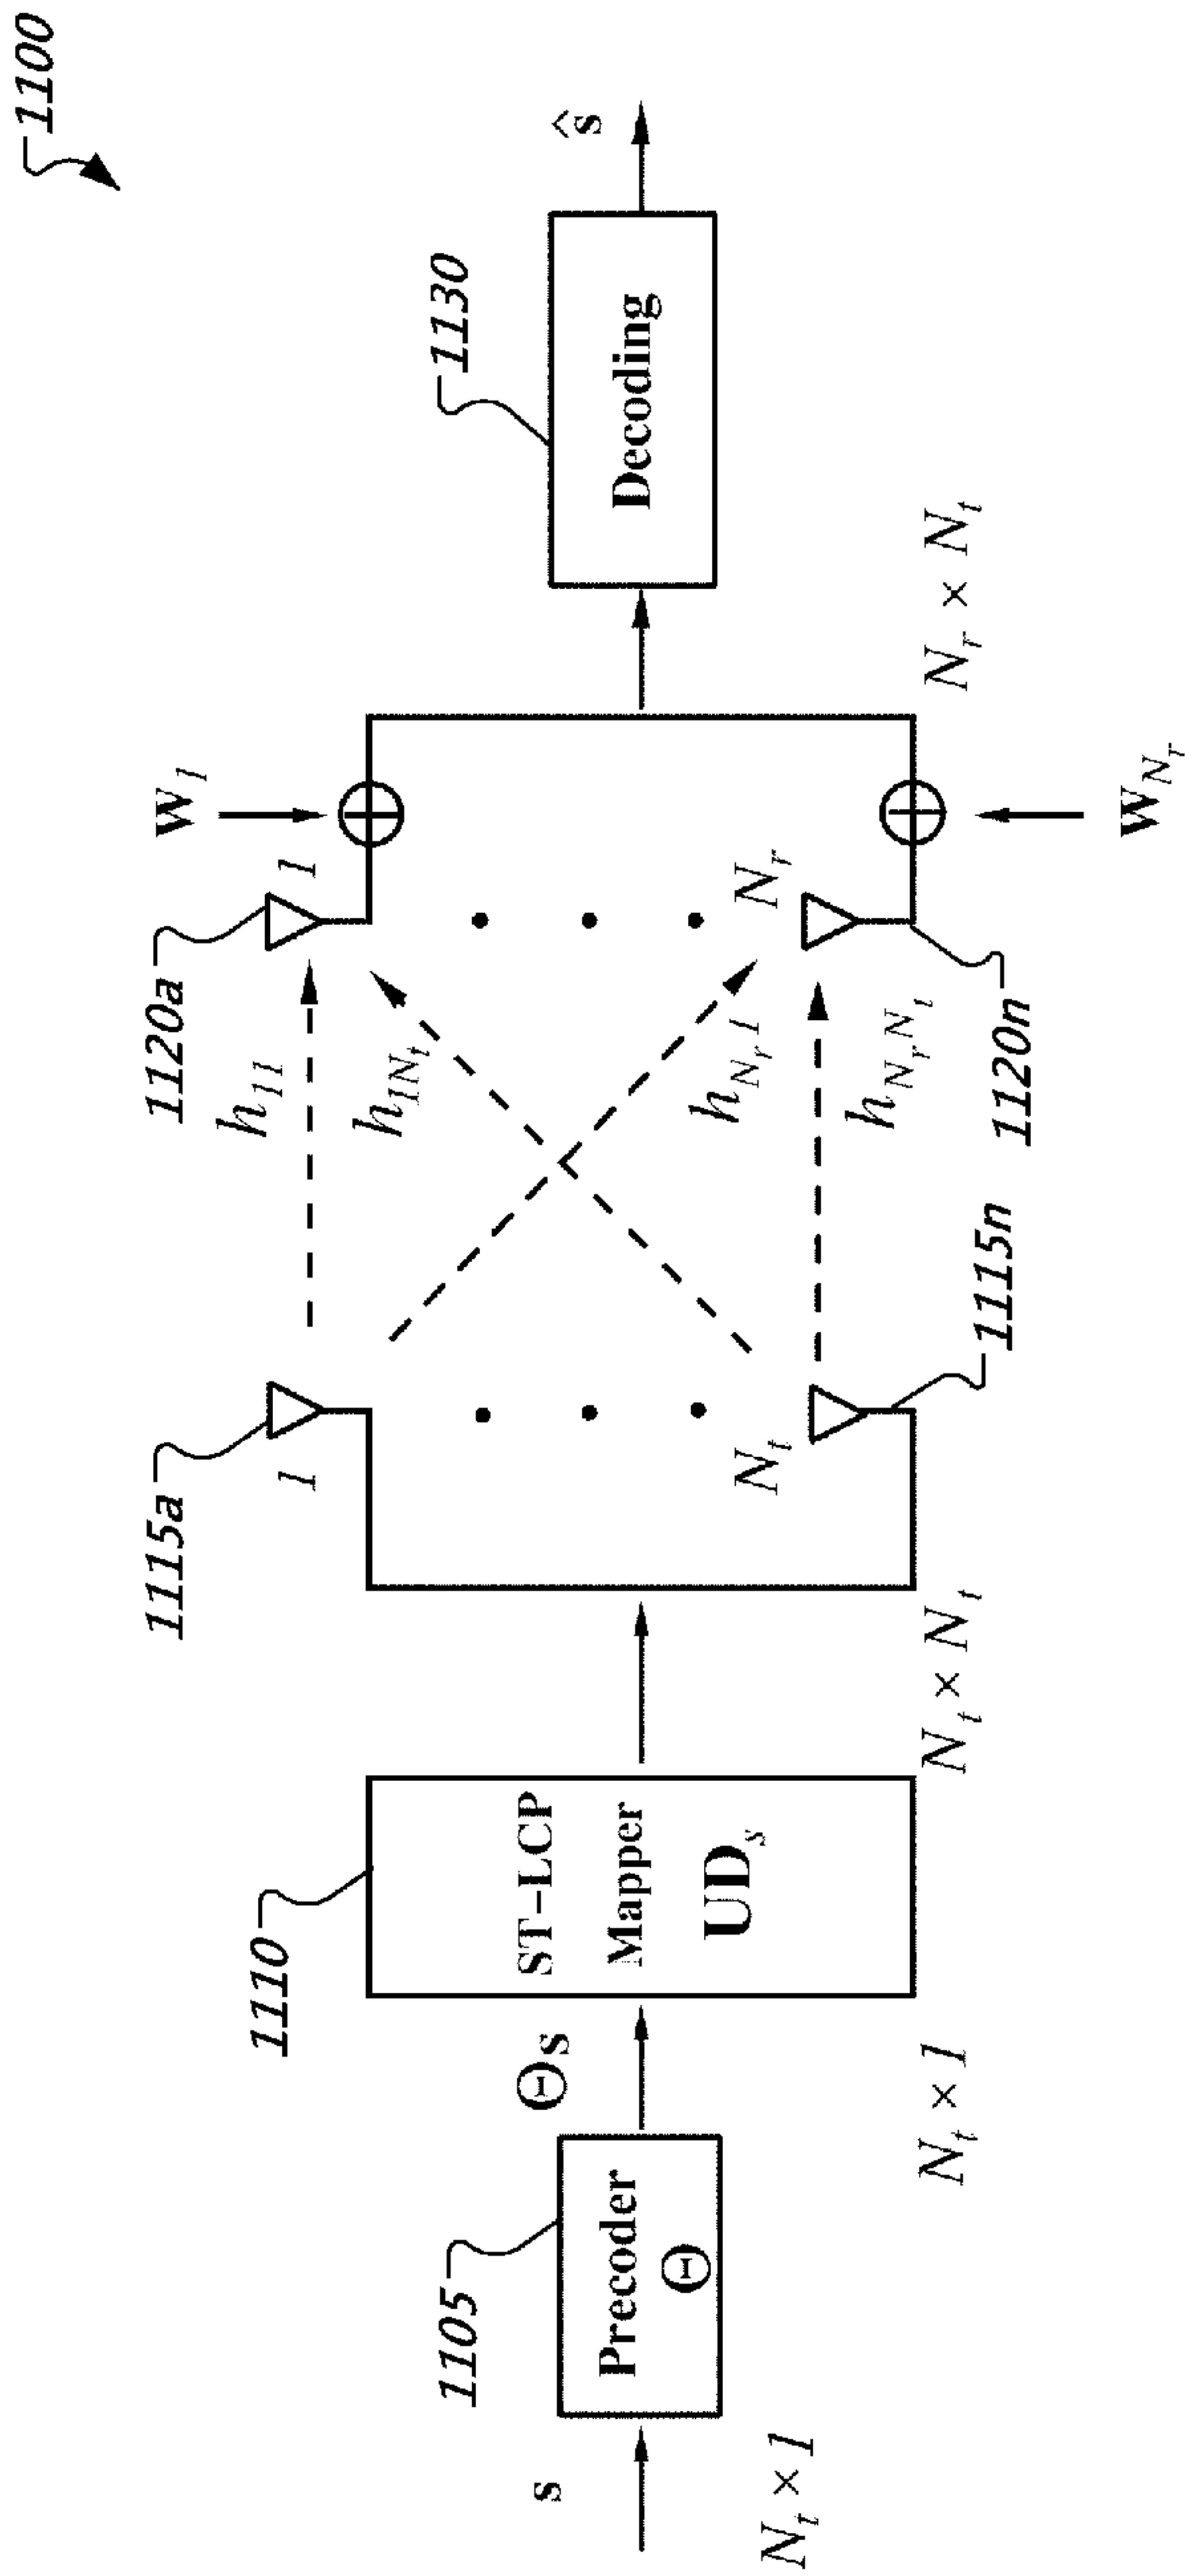 1100
s
N_t × 1
1105
Precoder
Θ
Θs
N_t × 1
1110
ST-LCP
Mapper
UD_s
N_t × N_t
1115a
1
N_t
1115n
h_11
h_1N_t
h_N_r1
h_N_rN_t
1120a
1
N_r
1120n
w_1
w_N_r
N_r × N_t
1130
Decoding
ŝ